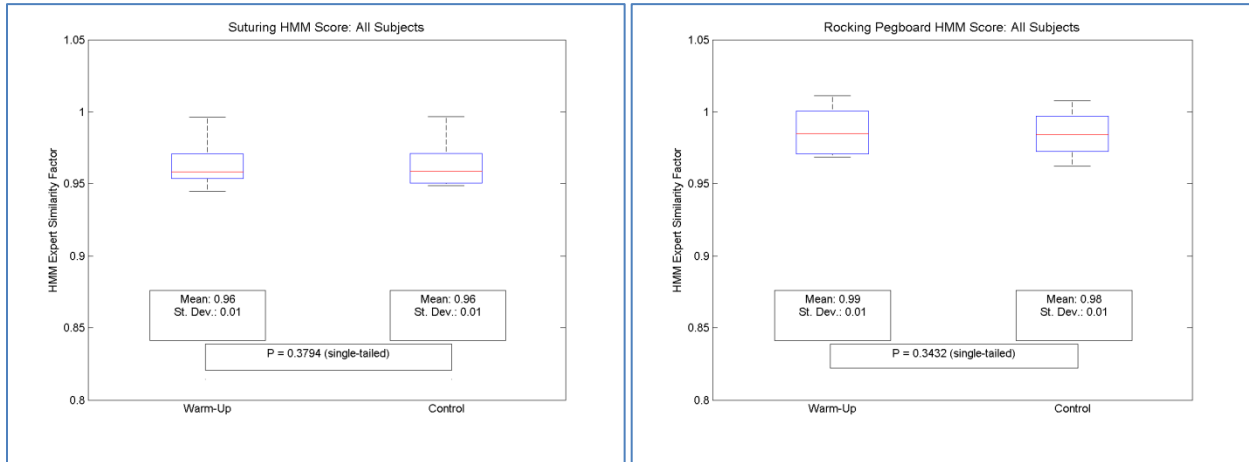 Suturing HMM Score: All Subjects
1.05
1
0.95
0.9
0.85
0.8
HMM Expert Similarity Factor
Mean: 0.96
St. Dev.: 0.01
Mean: 0.96
St. Dev.: 0.01
P = 0.3794 (single-tailed)
Warm-Up
Control
Rocking Pegboard HMM Score: All Subjects
1.05
1
0.95
0.9
0.85
0.8
HMM Expert Similarity Factor
Mean: 0.99
St. Dev.: 0.01
Mean: 0.98
St. Dev.: 0.01
P = 0.3432 (single-tailed)
Warm-Up
Control